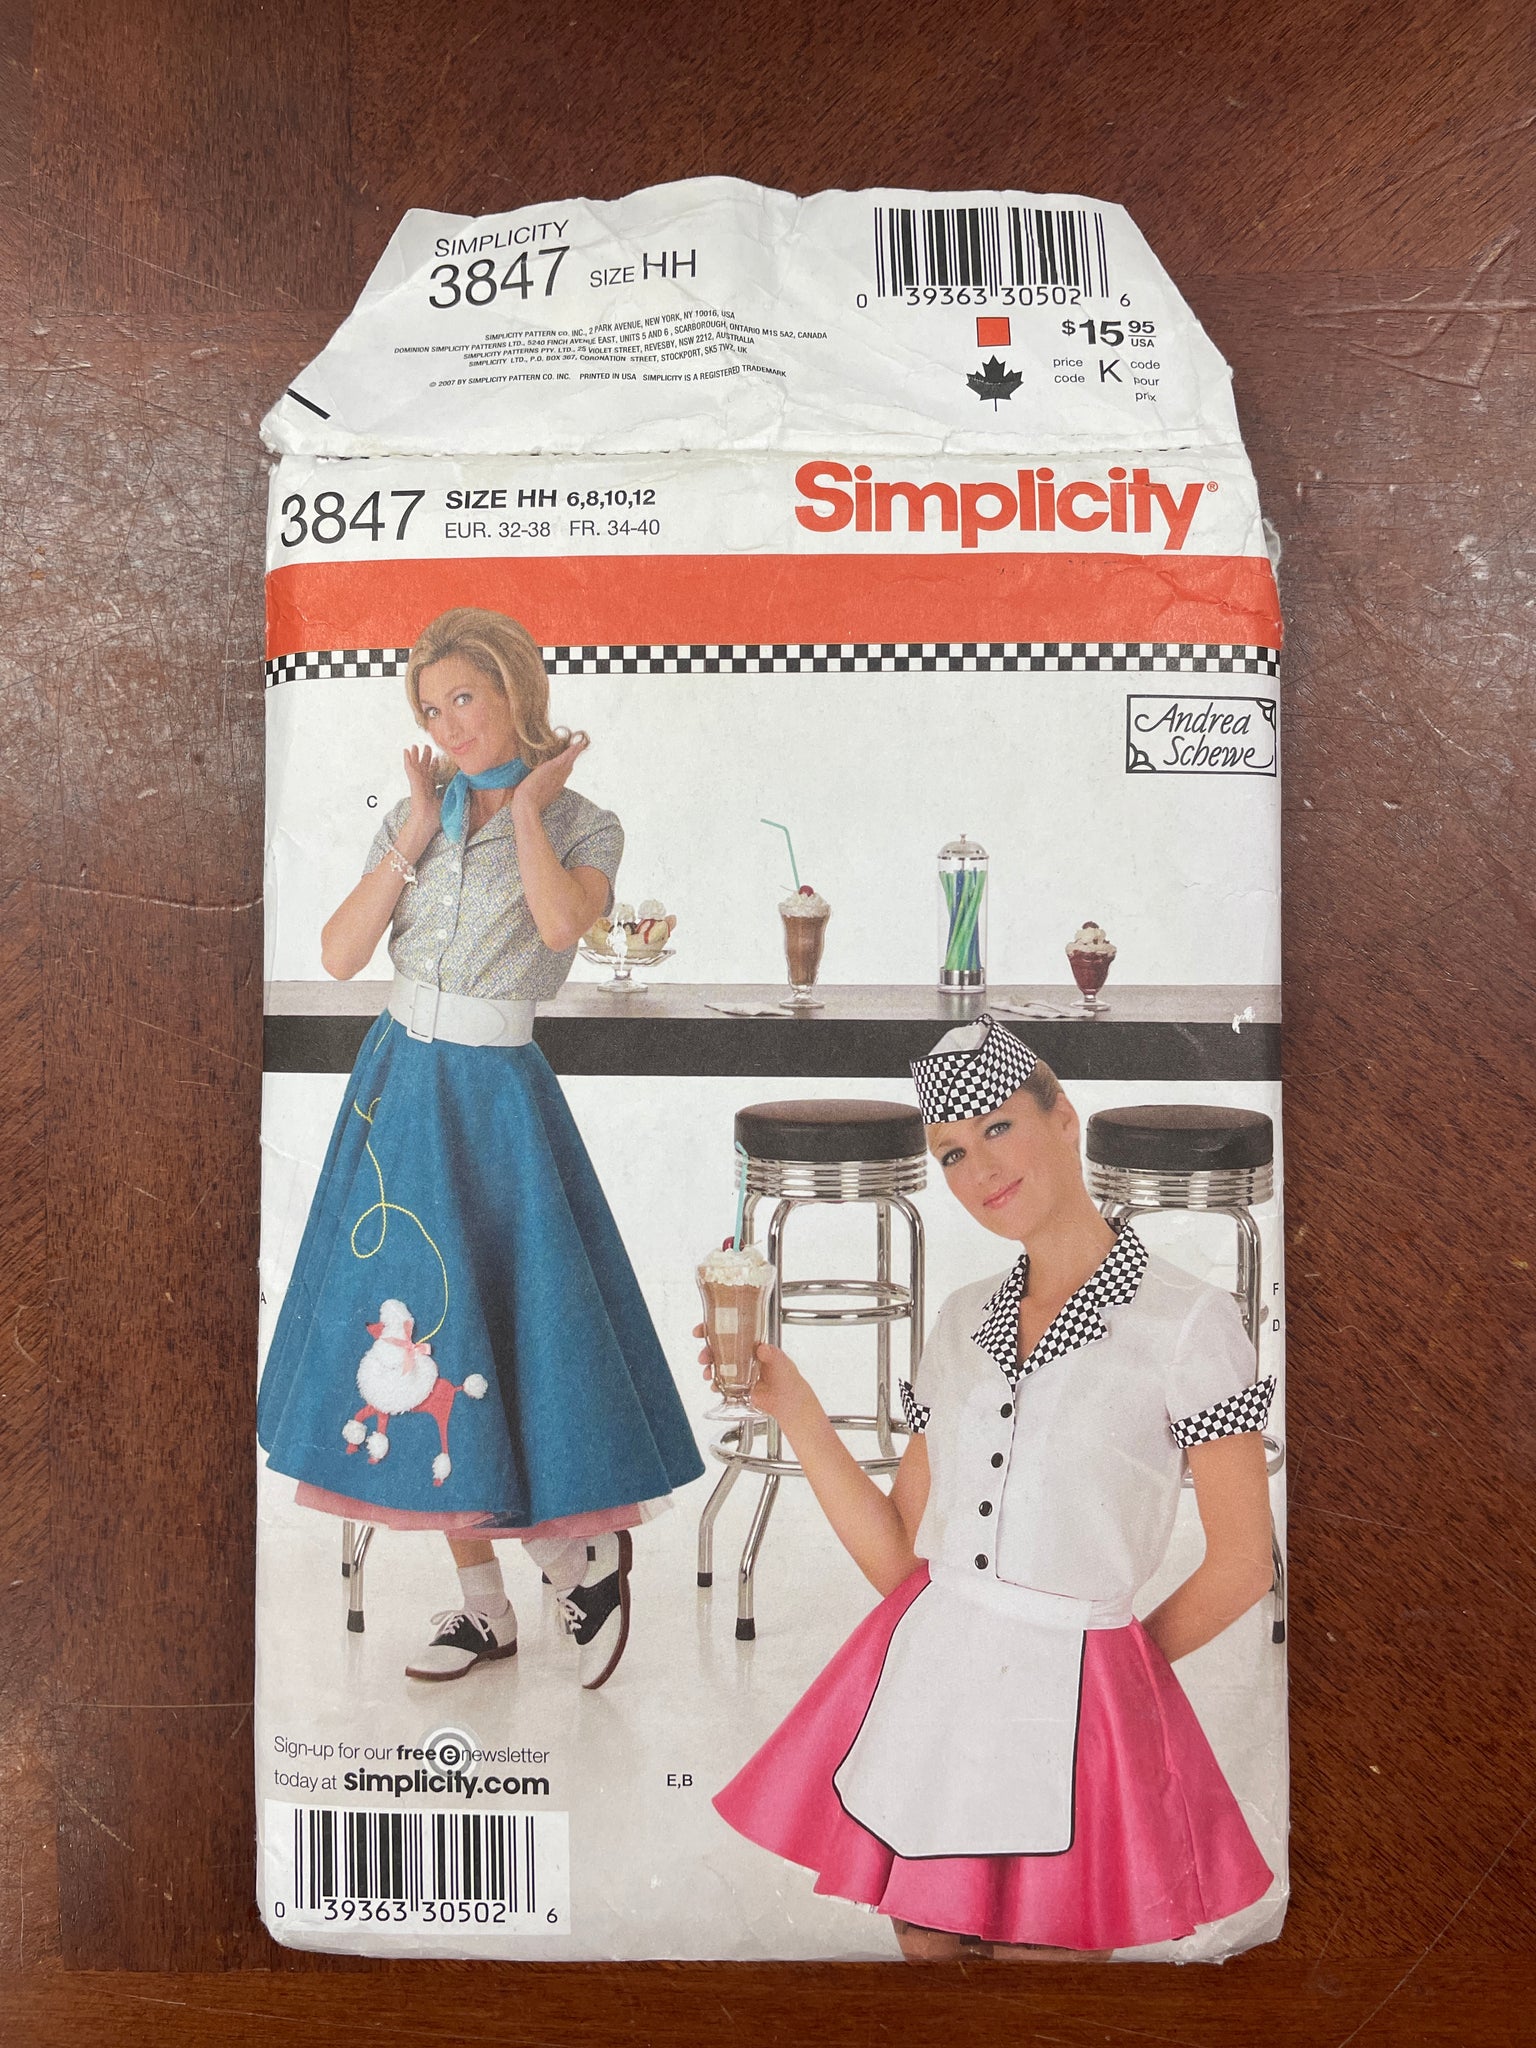 SIMPLICITY
3847 SIZE HH
SIMPLICITY PATTERN CO. INC., 2 PARK AVENUE, NEW YORK, NY 10016, USA
DOMINION SIMPLICITY PATTERNS LTD., 5240 FINCH AVENUE EAST, UNITS 5 AND 6, SCARBOROUGH, ONTARIO M1S 5A2, CANADA
SIMPLICITY PATTERNS PTY. LTD., 25 VIOLET STREET, REVESBY, NSW 2212, AUSTRALIA
SIMPLICITY LTD., P.O. BOX 367, CORONATION STREET, STOCKPORT, SK5 7WZ, UK
© 2007 BY SIMPLICITY PATTERN CO. INC. PRINTED IN USA SIMPLICITY IS A REGISTERED TRADEMARK
0 39363 30502 6
$15 95 USA
price code K code pour prix
3847 SIZE HH 6,8,10,12
EUR. 32-38 FR. 34-40
Simplicity®
Andrea
Schewe
C
A
F
D
E,B
Sign-up for our free e newsletter
today at simplicity.com
0 39363 30502 6